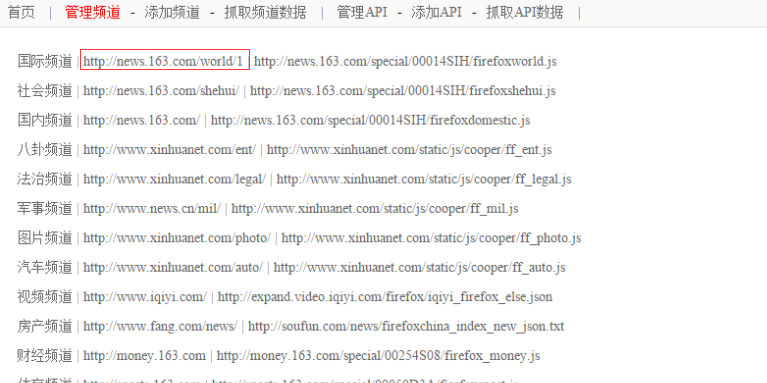 首页 | 管理频道 - 添加频道 - 抓取频道数据 | 管理API - 添加API - 抓取API数据 |
国际频道 | http://news.163.com/world/1 http://news.163.com/special/00014SIH/firefoxworld.js
社会频道 | http://news.163.com/shehui/ | http://news.163.com/special/00014SIH/firefoxshehui.js
国内频道 | http://news.163.com/ | http://news.163.com/special/00014SIH/firefoxdomestic.js
八卦频道 | http://www.xinhuanet.com/ent/ | http://www.xinhuanet.com/static/js/cooper/ff_ent.js
法治频道 | http://www.xinhuanet.com/legal/ | http://www.xinhuanet.com/static/js/cooper/ff_legal.js
军事频道 | http://www.news.cn/mil/ | http://www.xinhuanet.com/static/js/cooper/ff_mil.js
图片频道 | http://www.xinhuanet.com/photo/ | http://www.xinhuanet.com/static/js/cooper/ff_photo.js
汽车频道 | http://www.xinhuanet.com/auto/ | http://www.xinhuanet.com/static/js/cooper/ff_auto.js
视频频道 | http://www.iqiyi.com/ | http://expand.video.iqiyi.com/firefox/iqiyi_firefox_else.json
房产频道 | http://www.fang.com/news/ | http://soufun.com/news/firefoxchina_index_new_json.txt
财经频道 | http://money.163.com | http://money.163.com/special/00254S08/firefox_money.js